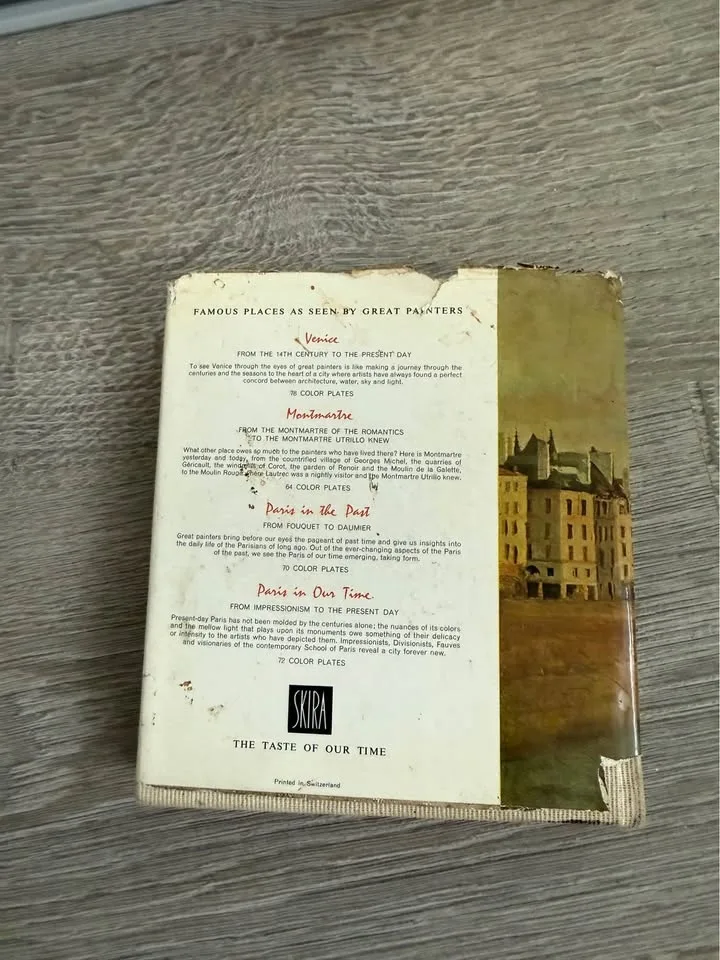 FAMOUS PLACES AS SEEN BY GREAT PAINTERS
Venice
FROM THE 14TH CENTURY TO THE PRESENT DAY
To see Venice through the eyes of great painters is like making a journey through the
centuries and the seasons to the heart of a city where artists have always found a perfect
concord between architecture, water, sky and light.
78 COLOR PLATES
Montmartre
FROM THE MONTMARTRE OF THE ROMANTICS
TO THE MONTMARTRE UTRILLO KNEW
What other place owes so much to the painters who have lived there? Here is Montmartre
yesterday and today, from the countrified village of Georges Michel, the quarries of
Géricault, the windmills of Corot, the garden of Renoir and the Moulin de la Galette,
to the Moulin Rouge where Lautrec was a nightly visitor and the Montmartre Utrillo knew.
64 COLOR PLATES
Paris in the Past
FROM FOUQUET TO DAUMIER
Great painters bring before our eyes the pageant of past time and give us insights into
the daily life of the Parisians of long ago. Out of the ever-changing aspects of the Paris
of the past, we see the Paris of our time emerging, taking form.
70 COLOR PLATES
Paris in Our Time
FROM IMPRESSIONISM TO THE PRESENT DAY
Present-day Paris has not been molded by the centuries alone; the nuances of its colors
and the mellow light that plays upon its monuments owe something of their delicacy
or intensity to the artists who have depicted them. Impressionists, Divisionists, Fauves
and visionaries of the contemporary School of Paris reveal a city forever new.
72 COLOR PLATES
SKIRA
THE TASTE OF OUR TIME
Printed in Switzerland